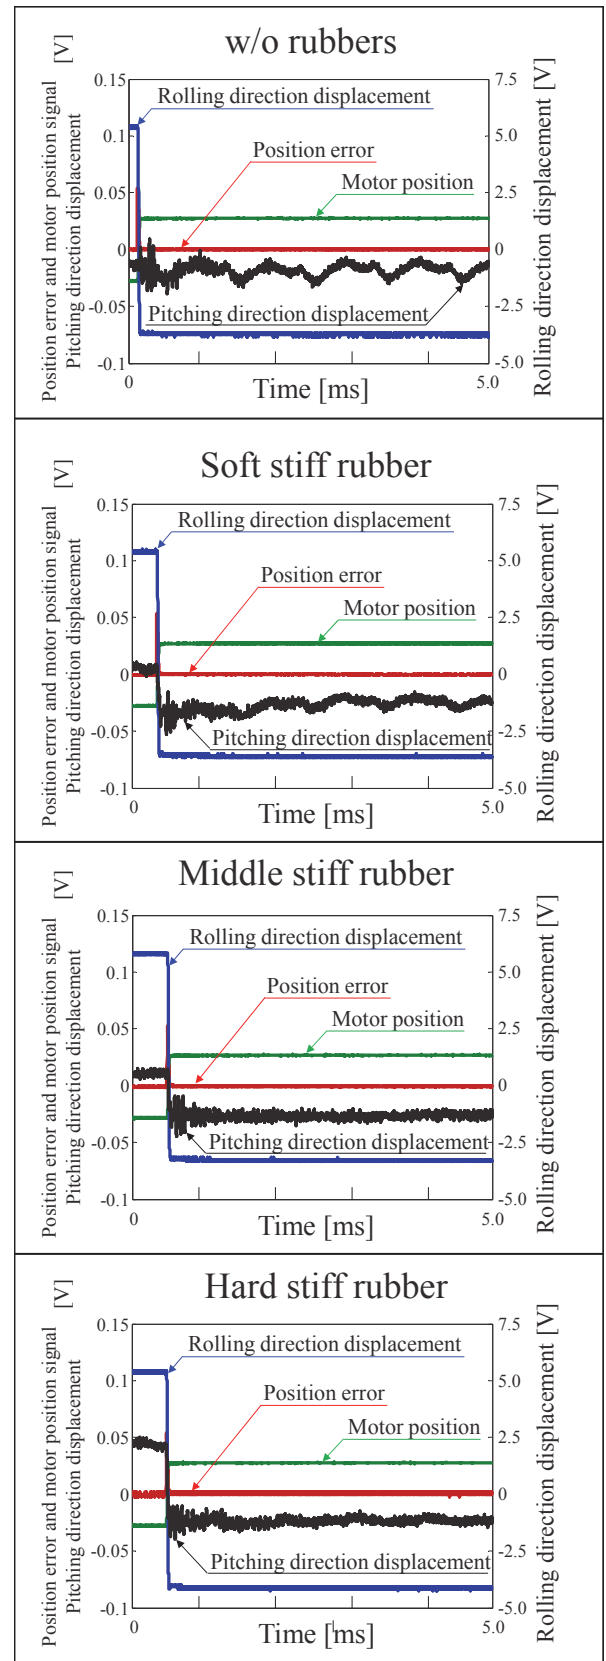 w/o rubbers
Position error and motor position signal [V]
Pitching direction displacement
0.15
0.1
0.05
0
-0.05
-0.1
7.5
5.0
2.5
0
-2.5
-5.0
Rolling direction displacement [V]
Rolling direction displacement
Position error
Motor position
Pitching direction displacement
0
Time [ms]
5.0
Soft stiff rubber
Position error and motor position signal [V]
Pitching direction displacement
0.15
0.1
0.05
0
-0.05
-0.1
7.5
5.0
2.5
0
-2.5
-5.0
Rolling direction displacement [V]
Rolling direction displacement
Position error
Motor position
Pitching direction displacement
0
Time [ms]
5.0
Middle stiff rubber
Position error and motor position signal [V]
Pitching direction displacement
0.15
0.1
0.05
0
-0.05
-0.1
7.5
5.0
2.5
0
-2.5
-5.0
Rolling direction displacement [V]
Rolling direction displacement
Position error
Motor position
Pitching direction displacement
0
Time [ms]
5.0
Hard stiff rubber
Position error and motor position signal [V]
Pitching direction displacement
0.15
0.1
0.05
0
-0.05
-0.1
7.5
5.0
2.5
0
-2.5
-5.0
Rolling direction displacement [V]
Rolling direction displacement
Position error
Motor position
Pitching direction displacement
0
Time [ms]
5.0